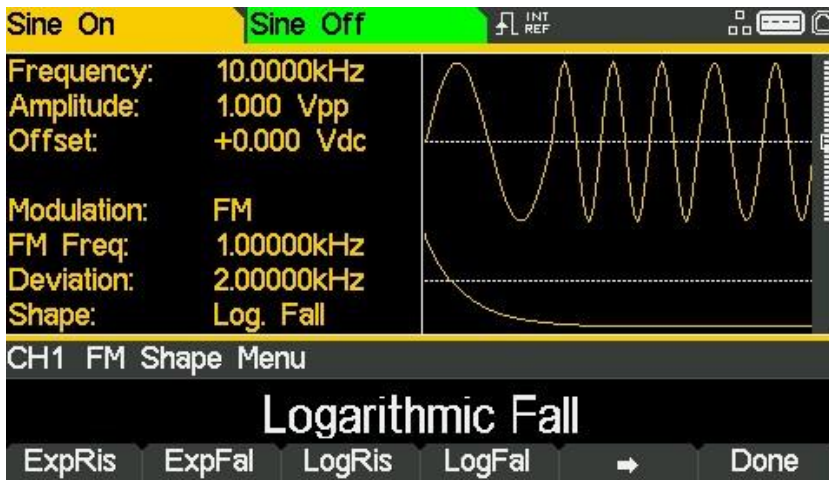 Sine On Sine Off INT REF
Frequency: 10.0000kHz
Amplitude: 1.000 Vpp
Offset: +0.000 Vdc
Modulation: FM
FM Freq: 1.00000kHz
Deviation: 2.00000kHz
Shape: Log. Fall
CH1 FM Shape Menu
Logarithmic Fall
ExpRis ExpFal LogRis LogFal ➡ Done